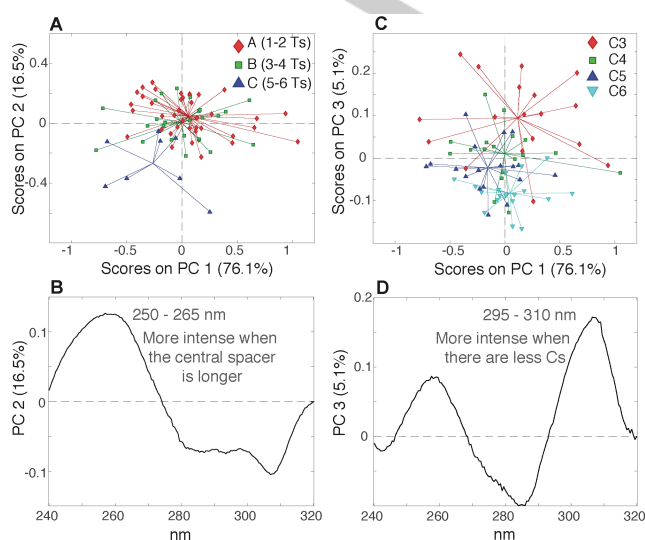 A
A (1-2 Ts)
B (3-4 Ts)
C (5-6 Ts)
Scores on PC 2 (16.5%)
0.4
0
-0.4
-1
-0.5
0
0.5
1
Scores on PC 1 (76.1%)
C
C3
C4
C5
C6
Scores on PC 3 (5.1%)
0.2
0.1
0
-0.1
-1
-0.5
0
0.5
1
Scores on PC 1 (76.1%)
B
250 - 265 nm
More intense when
the central spacer
is longer
PC 2 (16.5%)
0.1
0
-0.1
-.15
240
260
280
300
320
nm
D
295 - 310 nm
More intense when
there are less Cs
PC 3 (5.1%)
0.2
0.1
0
-.1
240
260
280
300
320
nm